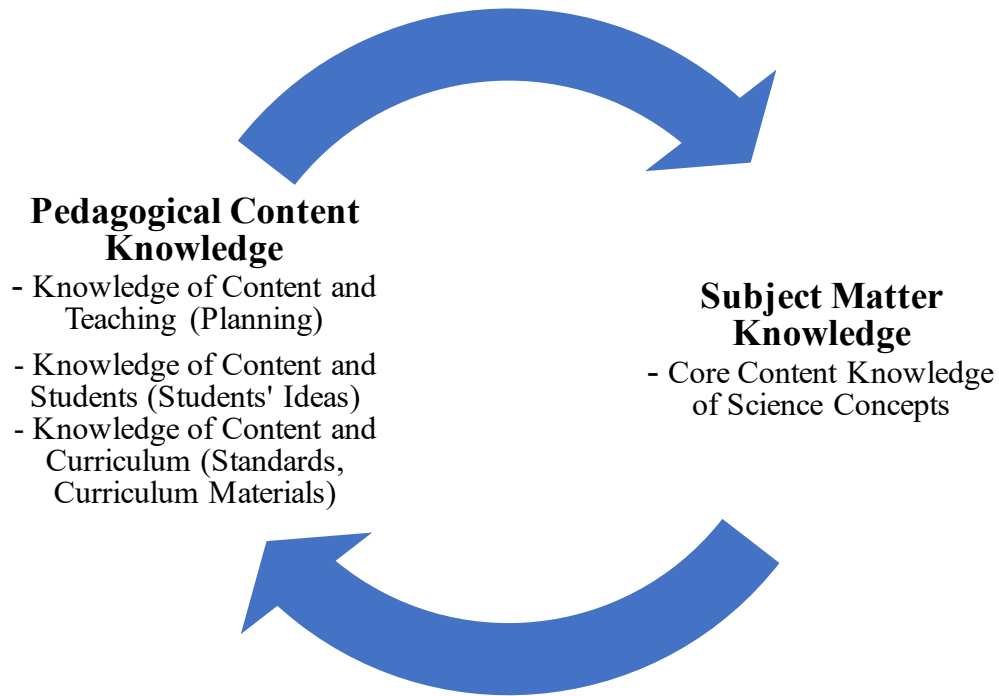 Pedagogical Content
Knowledge
- Knowledge of Content and
Teaching (Planning)
- Knowledge of Content and
Students (Students' Ideas)
- Knowledge of Content and
Curriculum (Standards,
Curriculum Materials)
Subject Matter
Knowledge
- Core Content Knowledge
of Science Concepts